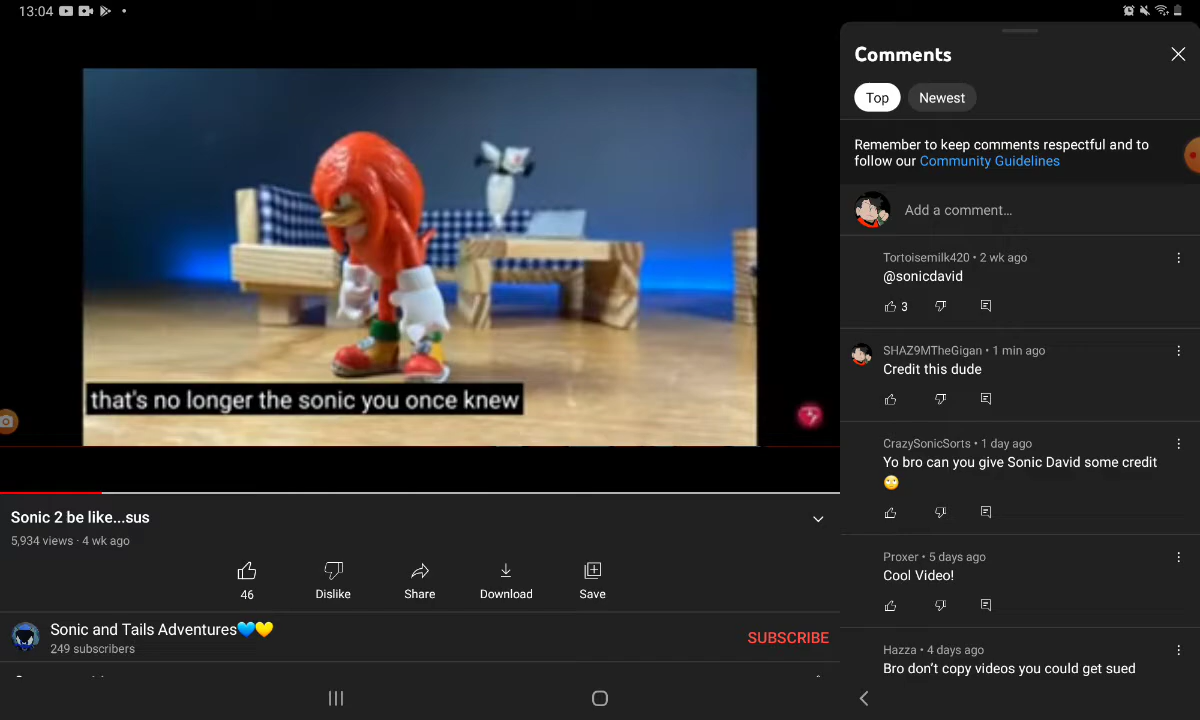 13:04
Comments
Top
Newest
Remember to keep comments respectful and to
follow our Community Guidelines
Add a comment...
Tortoisemilk420 • 2 wk ago
@sonicdavid
3
SHAZ9MTheGigan • 1 min ago
Credit this dude
CrazySonicSorts • 1 day ago
Yo bro can you give Sonic David some credit
🙄
Proxer • 5 days ago
Cool Video!
Hazza • 4 days ago
Bro don't copy videos you could get sued
that's no longer the sonic you once knew
Sonic 2 be like...sus
5,934 views · 4 wk ago
46
Dislike
Share
Download
Save
Sonic and Tails Adventures💙💛
249 subscribers
SUBSCRIBE